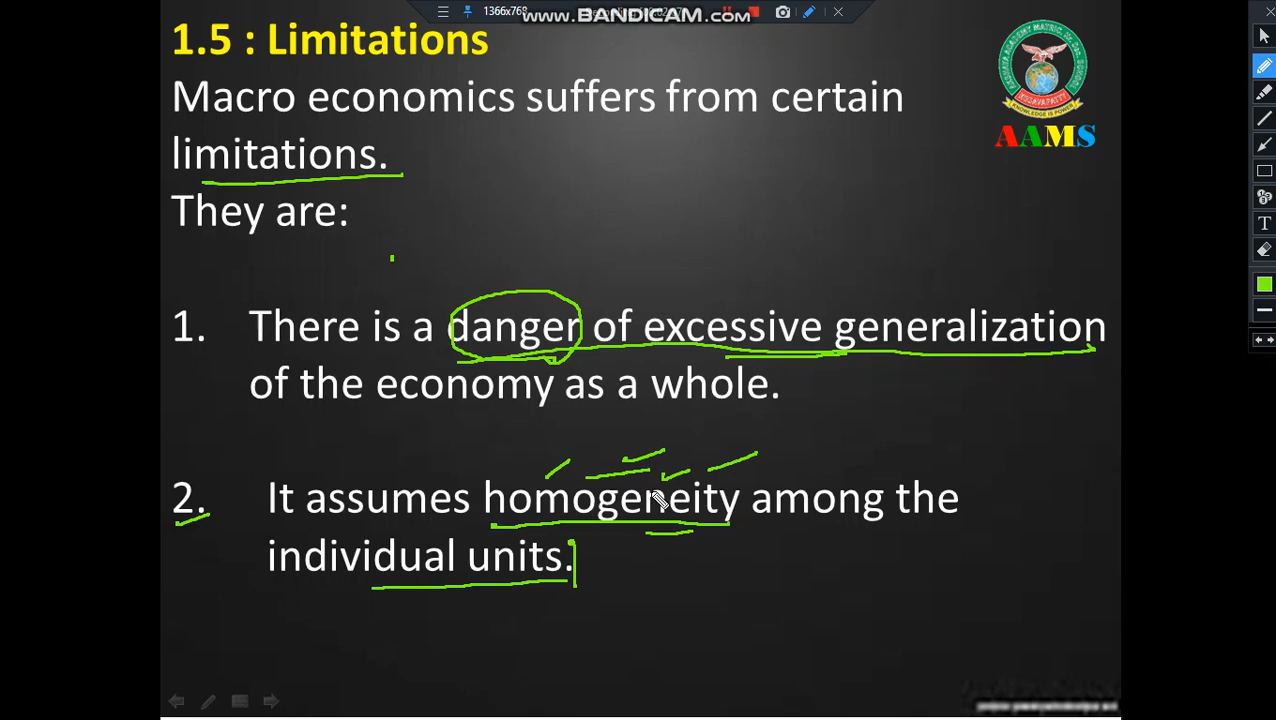 1366x768
www.BANDICAM.com
1.5 : Limitations
Macro economics suffers from certain
limitations.
They are:
AAMS
1. There is a danger of excessive generalization
of the economy as a whole.
2. It assumes homogeneity among the
individual units.
T